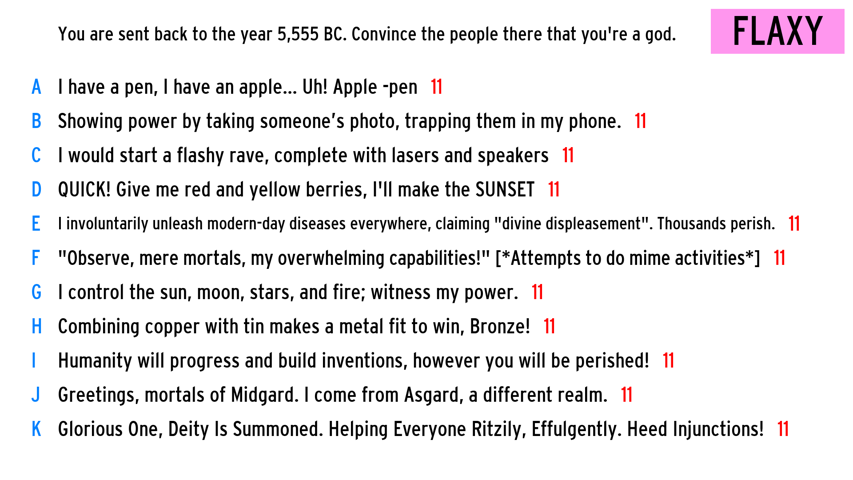 You are sent back to the year 5,555 BC. Convince the people there that you're a god.
FLAXY
A I have a pen, I have an apple... Uh! Apple -pen 11
B Showing power by taking someone’s photo, trapping them in my phone. 11
C I would start a flashy rave, complete with lasers and speakers 11
D QUICK! Give me red and yellow berries, I'll make the SUNSET 11
E I involuntarily unleash modern-day diseases everywhere, claiming "divine displeasement". Thousands perish. 11
F "Observe, mere mortals, my overwhelming capabilities!" [*Attempts to do mime activities*] 11
G I control the sun, moon, stars, and fire; witness my power. 11
H Combining copper with tin makes a metal fit to win, Bronze! 11
I Humanity will progress and build inventions, however you will be perished! 11
J Greetings, mortals of Midgard. I come from Asgard, a different realm. 11
K Glorious One, Deity Is Summoned. Helping Everyone Ritzily, Effulgently. Heed Injunctions! 11